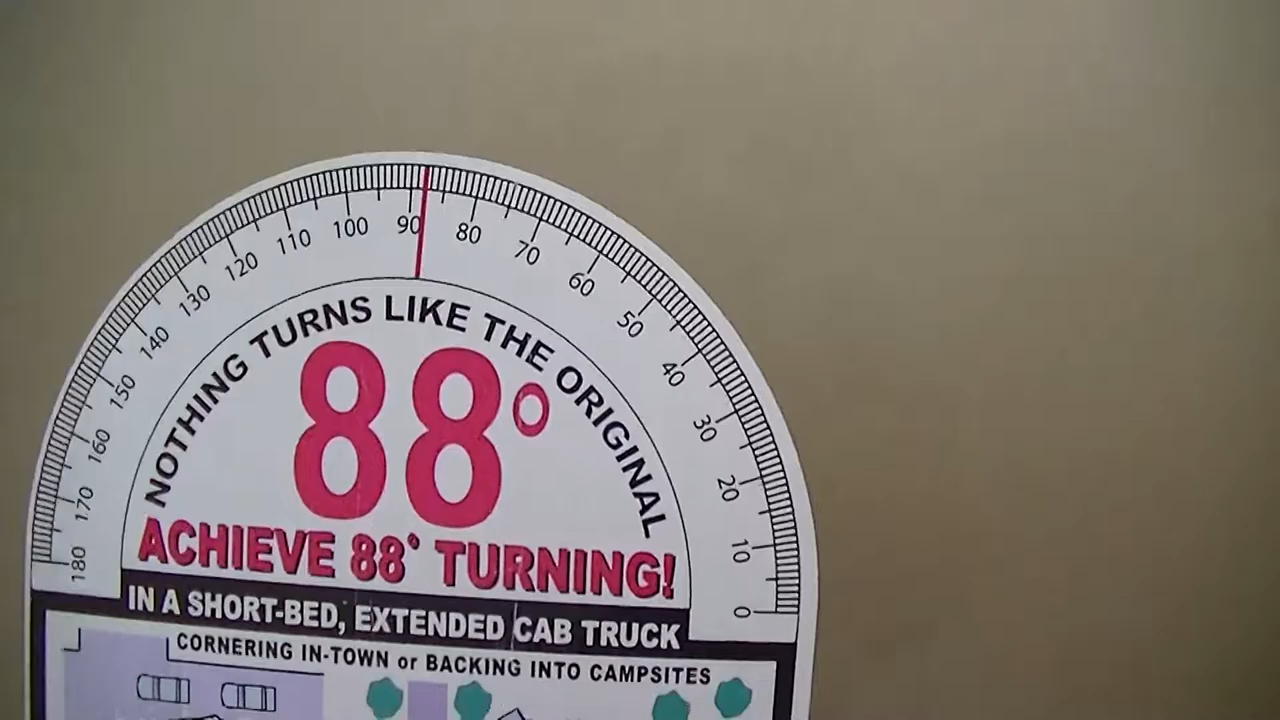 180 170 160 150 140 130 120 110 100 90 80 70 60 50 40 30 20 10 0
NOTHING TURNS LIKE THE ORIGINAL
88°
ACHIEVE 88° TURNING!
IN A SHORT-BED, EXTENDED CAB TRUCK
CORNERING IN-TOWN or BACKING INTO CAMPSITES